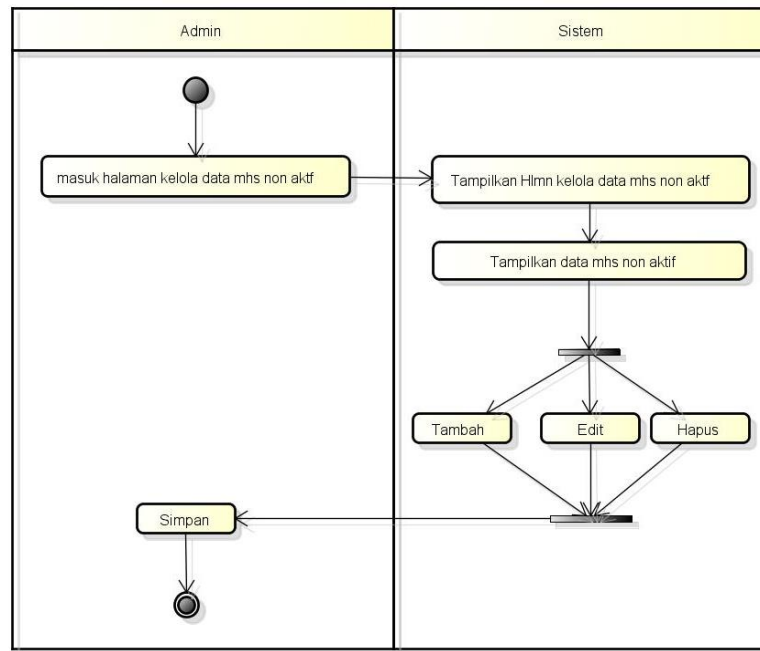 Admin
Sistem
masuk halaman kelola data mhs non aktf
Tampilkan Hlmn kelola data mhs non aktf
Tampilkan data mhs non aktif
Tambah
Edit
Hapus
Simpan